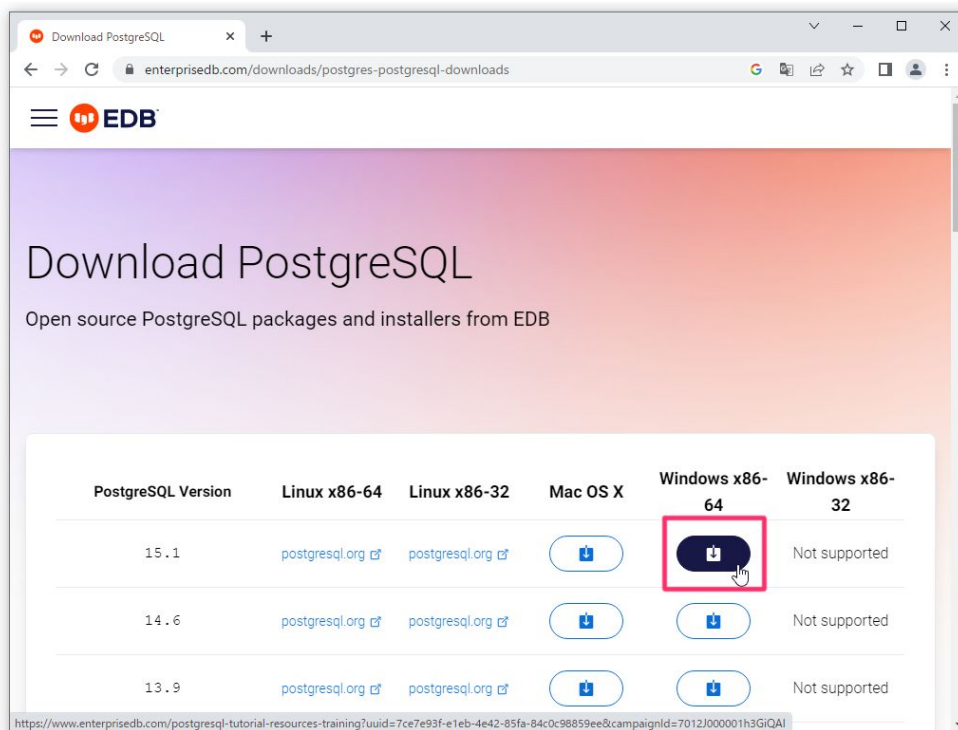 Download PostgreSQL
enterprisedb.com/downloads/postgres-postgresql-downloads
EDB
Download PostgreSQL
Open source PostgreSQL packages and installers from EDB
PostgreSQL Version Linux x86-64 Linux x86-32 Mac OS X Windows x86-64 Windows x86-32
15.1 postgresql.org postgresql.org Not supported
14.6 postgresql.org postgresql.org Not supported
13.9 postgresql.org postgresql.org Not supported
https://www.enterprisedb.com/postgresql-tutorial-resources-training?uuid=7ce7e93f-e1eb-4e42-85fa-84c0c98859ee&campaignId=7012J000001h3GiQAI